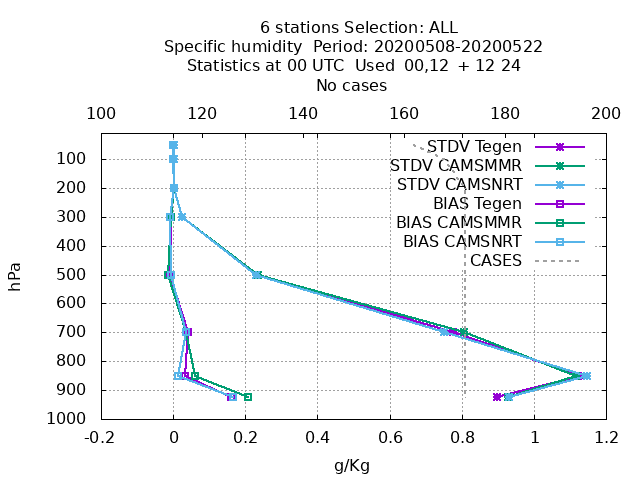 6 stations Selection: ALL
Specific humidity  Period: 20200508-20200522
Statistics at 00 UTC  Used  00,12  + 12 24
No cases
100 120 140 160 180 200
STDV Tegen
STDV CAMSMMR
STDV CAMSNRT
BIAS Tegen
BIAS CAMSMMR
BIAS CAMSNRT
CASES
hPa
100
200
300
400
500
600
700
800
900
1000
-0.2 0 0.2 0.4 0.6 0.8 1 1.2
g/Kg